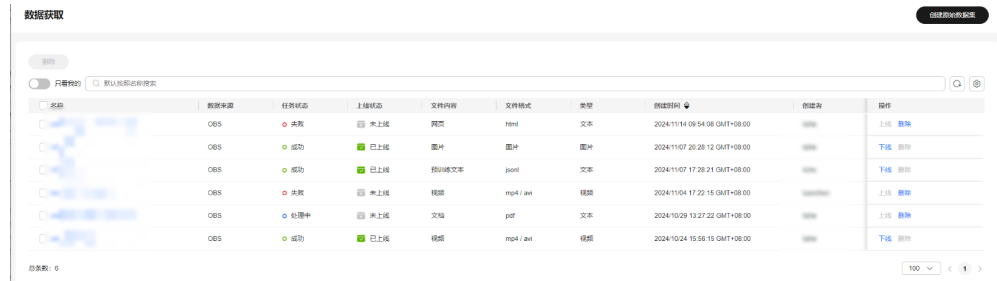 数据获取
创建原始数据集
删除
只看我的 默认按照名称搜索
名称 数据来源 任务状态 上线状态 文件内容 文件格式 类型 创建时间 创建者 操作
OBS 失败 未上线 网页 html 文本 2024/11/14 09:54:08 GMT+08:00 上线 删除
OBS 成功 已上线 图片 图片 图片 2024/11/07 20:28:12 GMT+08:00 下线 删除
OBS 成功 已上线 预训练文本 jsonl 文本 2024/11/07 17:28:21 GMT+08:00 下线 删除
OBS 失败 未上线 视频 mp4 / avi 视频 2024/11/04 17:22:15 GMT+08:00 上线 删除
OBS 处理中 未上线 文档 pdf 文本 2024/10/29 13:27:22 GMT+08:00 上线 删除
OBS 成功 已上线 视频 mp4 / avi 视频 2024/10/24 15:56:15 GMT+08:00 下线 删除
总条数：6 100 1